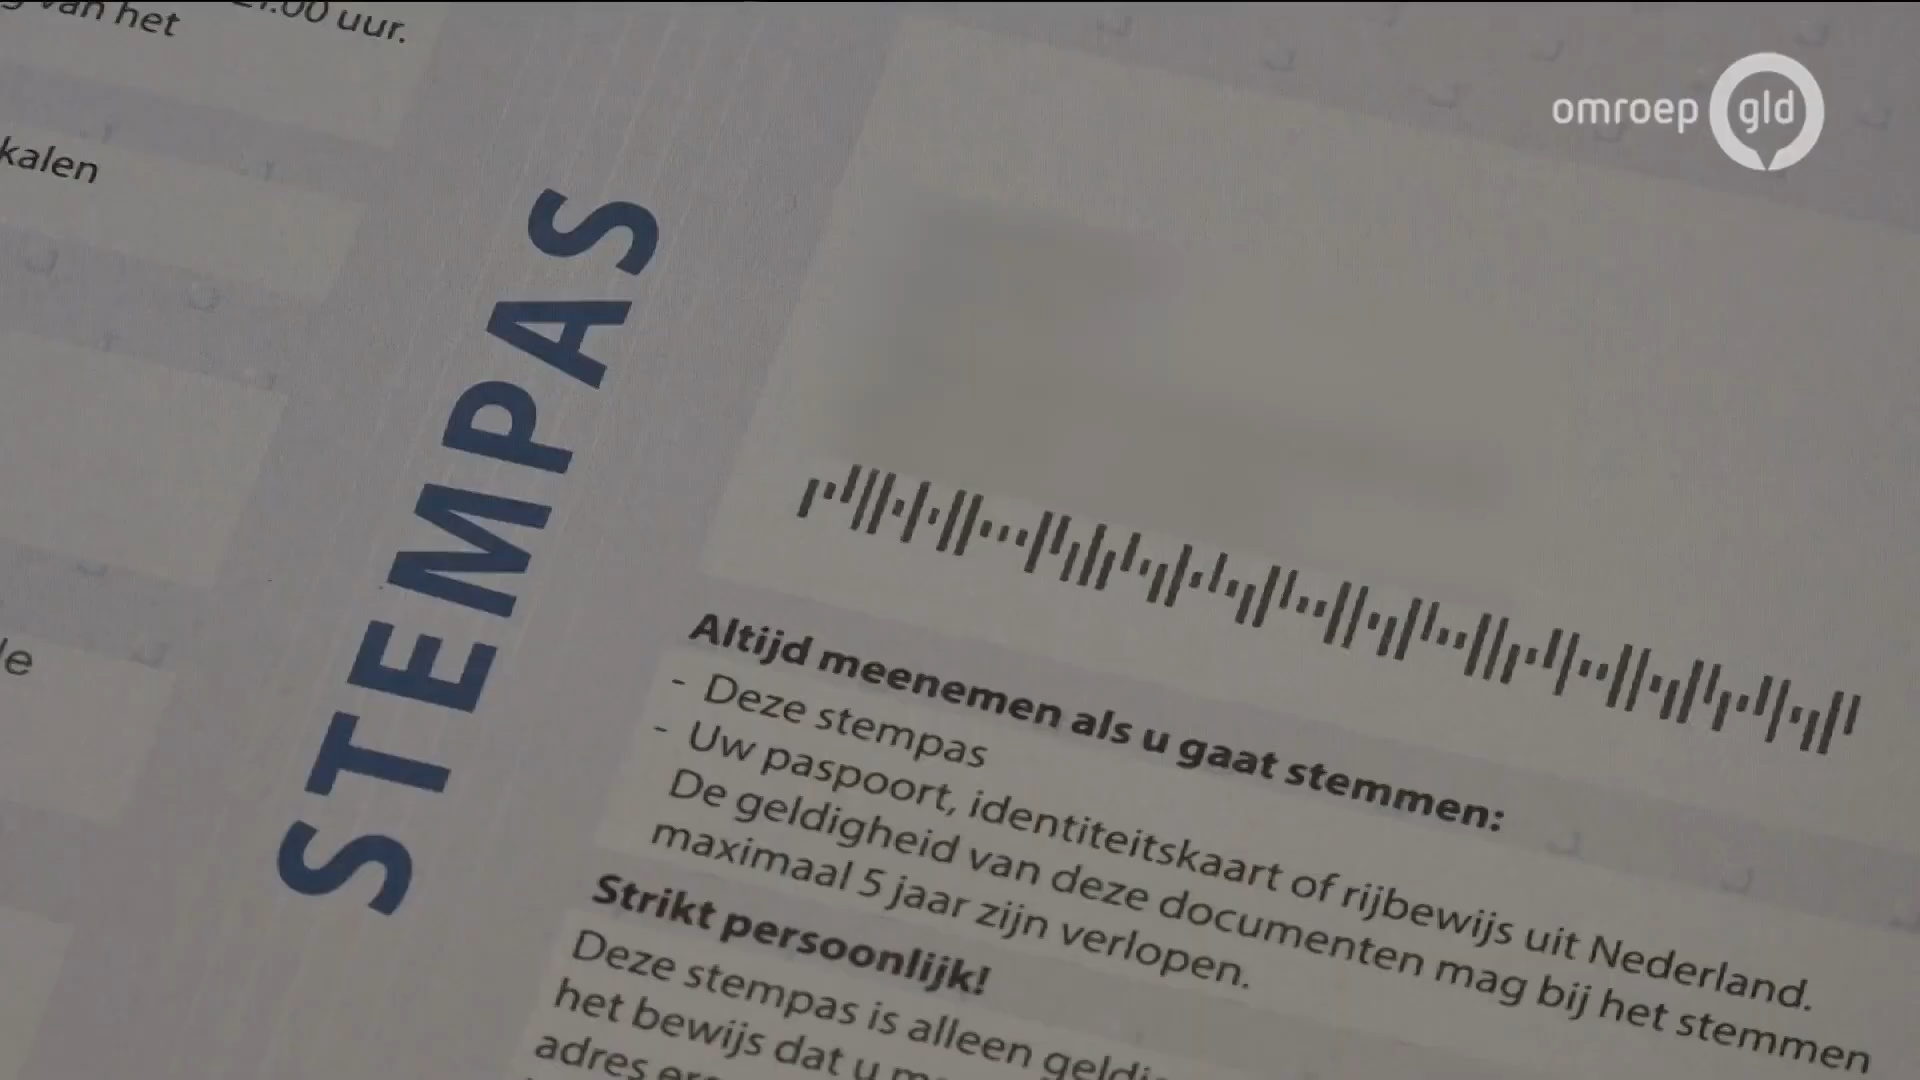 van het
21.00 uur.
omroep gld
STEMPAS
Altijd meenemen als u gaat stemmen:
- Deze stempas
- Uw paspoort, identiteitskaart of rijbewijs uit Nederland.
De geldigheid van deze documenten mag bij het stemmen
maximaal 5 jaar zijn verlopen.
Strikt persoonlijk!
Deze stempas is alleen
het bewijs dat u
adres